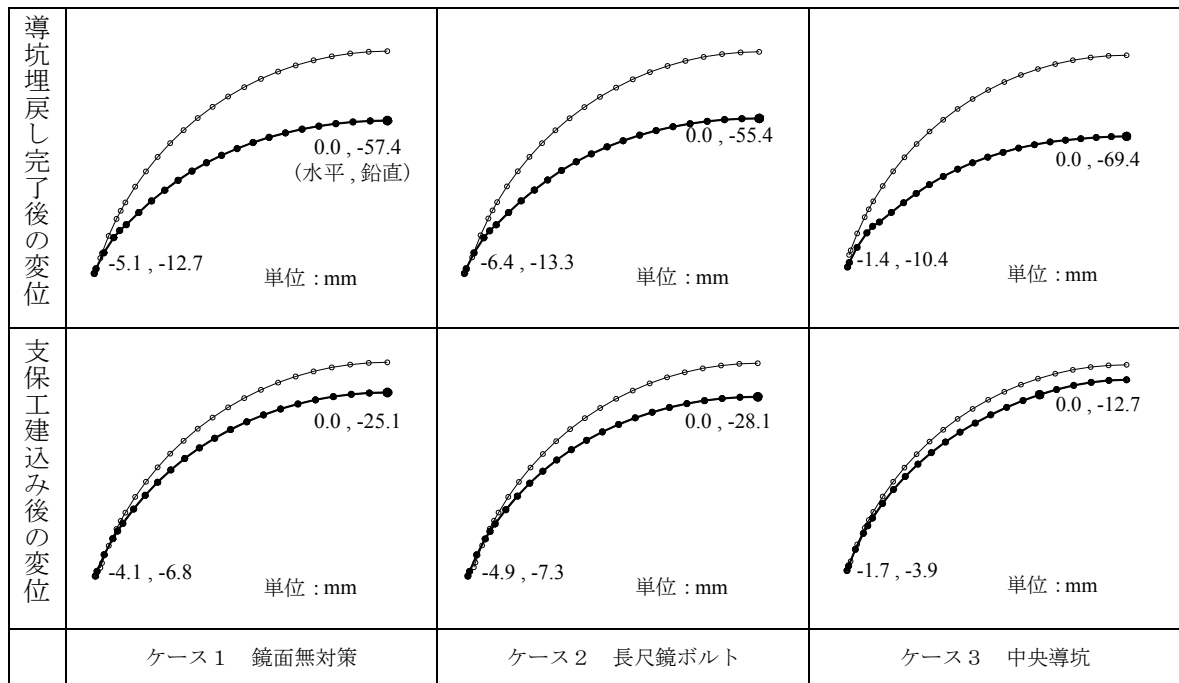 導坑埋戻し完了後の変位
0.0 , -57.4
(水平 , 鉛直)
-5.1 , -12.7
単位 : mm
0.0 , -55.4
-6.4 , -13.3
単位 : mm
0.0 , -69.4
-1.4 , -10.4
単位 : mm
支保工建込み後の変位
0.0 , -25.1
-4.1 , -6.8
単位 : mm
0.0 , -28.1
-4.9 , -7.3
単位 : mm
0.0 , -12.7
-1.7 , -3.9
単位 : mm
ケース１　鏡面無対策
ケース２　長尺鏡ボルト
ケース３　中央導坑